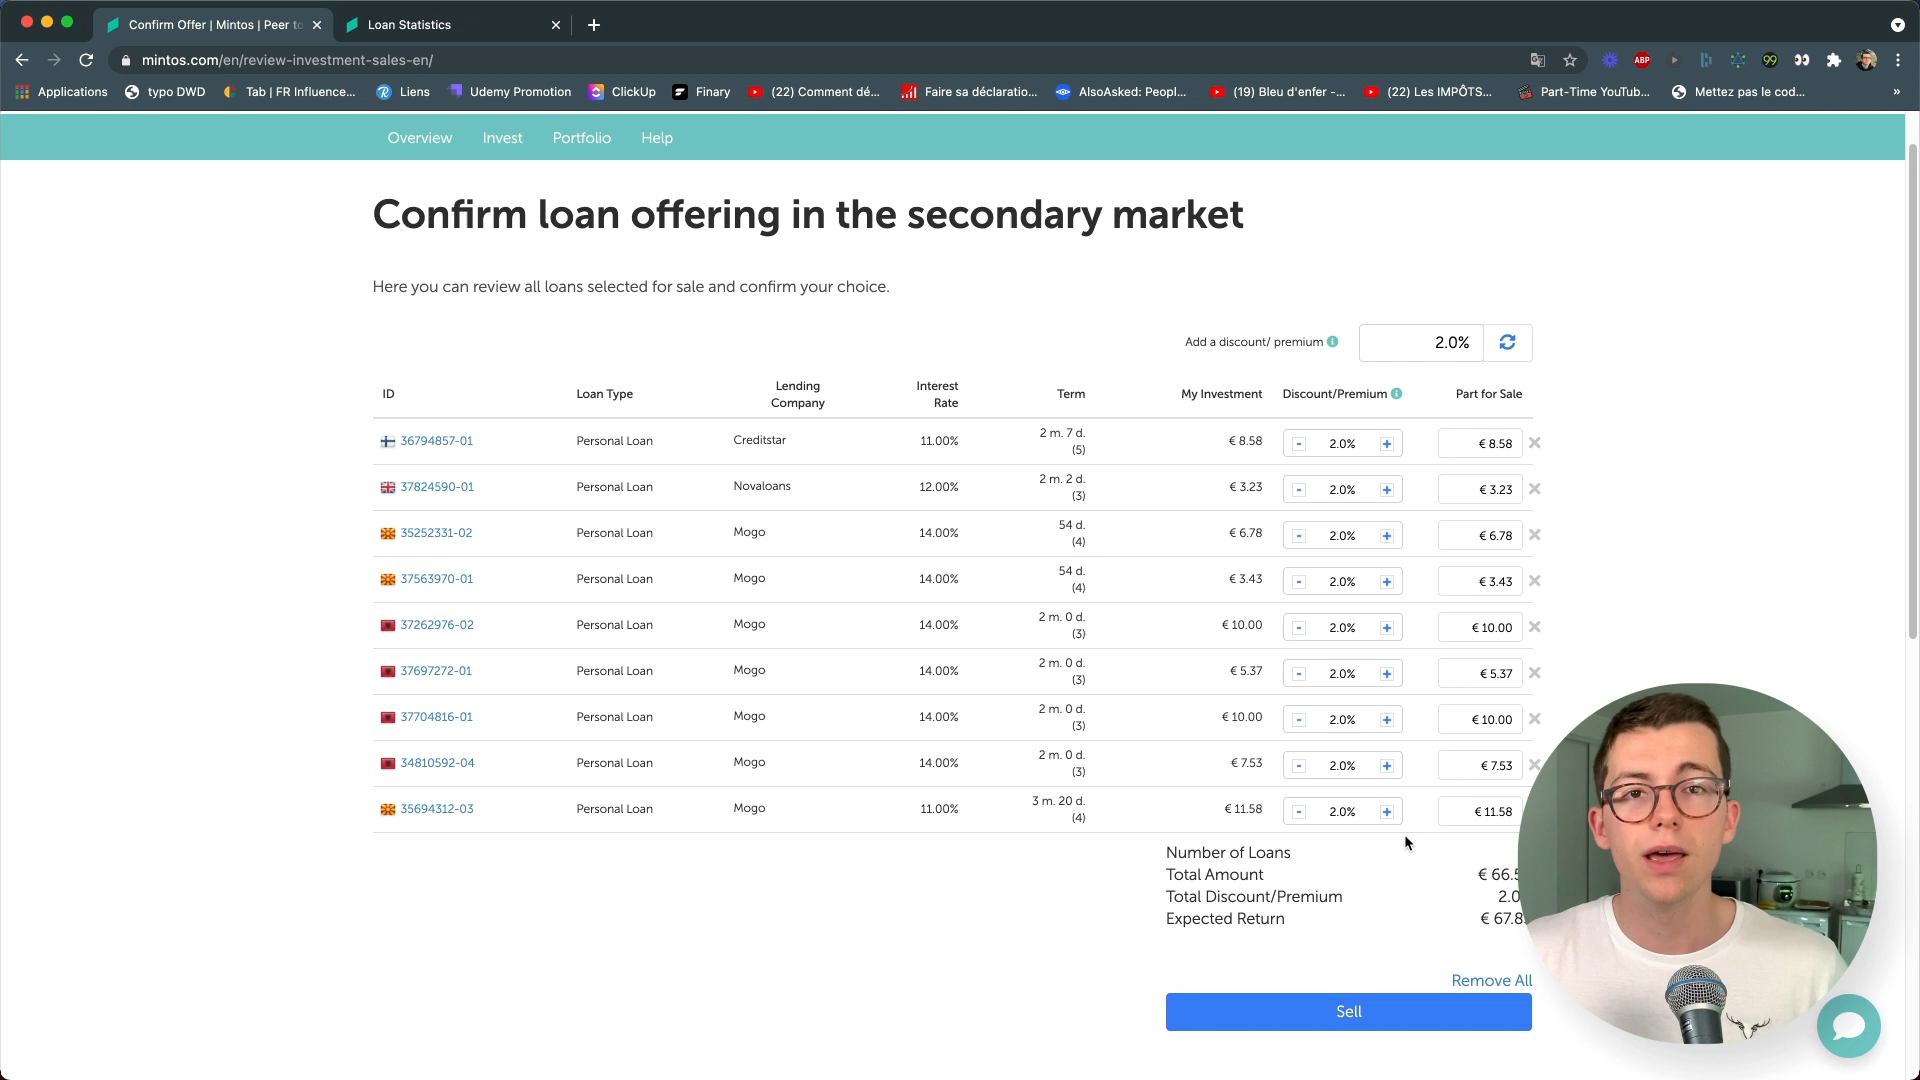 Confirm Offer | Mintos | Peer to
Loan Statistics
mintos.com/en/review-investment-sales-en/
ABP
99
Applications
typo DWD
Tab | FR Influence...
Liens
Udemy Promotion
ClickUp
Finary
(22) Comment dé...
Faire sa déclaratio...
AlsoAsked: Peopl...
(19) Bleu d'enfer -...
(22) Les IMPÔTS...
Part-Time YouTub...
Mettez pas le cod...
»
Overview Invest Portfolio Help
Confirm loan offering in the secondary market
Here you can review all loans selected for sale and confirm your choice.
Add a discount/ premium 2.0%
ID Loan Type Lending Company Interest Rate Term My Investment Discount/Premium Part for Sale
36794857-01 Personal Loan Creditstar 11.00% 2 m. 7 d. (5) € 8.58 - 2.0% + € 8.58
37824590-01 Personal Loan Novaloans 12.00% 2 m. 2 d. (3) € 3.23 - 2.0% + € 3.23
35252331-02 Personal Loan Mogo 14.00% 54 d. (4) € 6.78 - 2.0% + € 6.78
37563970-01 Personal Loan Mogo 14.00% 54 d. (4) € 3.43 - 2.0% + € 3.43
37262976-02 Personal Loan Mogo 14.00% 2 m. 0 d. (3) € 10.00 - 2.0% + € 10.00
37697272-01 Personal Loan Mogo 14.00% 2 m. 0 d. (3) € 5.37 - 2.0% + € 5.37
37704816-01 Personal Loan Mogo 14.00% 2 m. 0 d. (3) € 10.00 - 2.0% + € 10.00
34810592-04 Personal Loan Mogo 14.00% 2 m. 0 d. (3) € 7.53 - 2.0% + € 7.53
35694312-03 Personal Loan Mogo 11.00% 3 m. 20 d. (4) € 11.58 - 2.0% + € 11.58
Number of Loans
Total Amount € 66.5
Total Discount/Premium 2.0
Expected Return € 67.8
Remove All
Sell